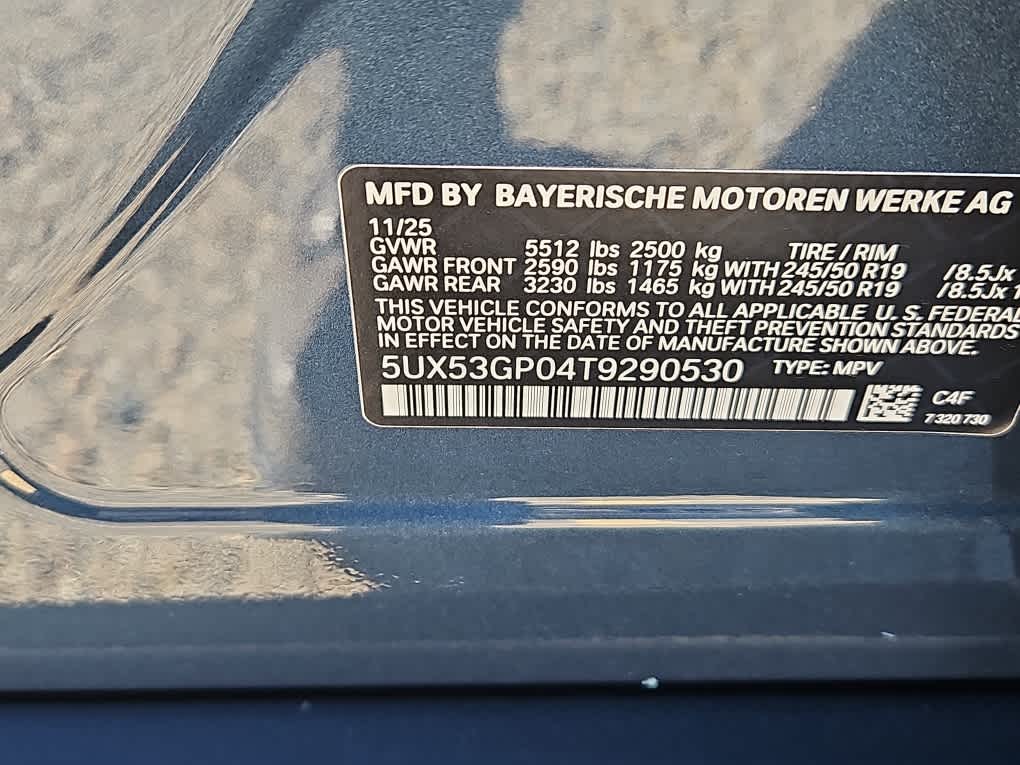 MFD BY BAYERISCHE MOTOREN WERKE AG
11/25
GVWR 5512 lbs 2500 kg TIRE / RIM
GAWR FRONT 2590 lbs 1175 kg WITH 245/50 R19 /8.5Jx
GAWR REAR 3230 lbs 1465 kg WITH 245/50 R19 /8.5Jx 1
THIS VEHICLE CONFORMS TO ALL APPLICABLE U.S. FEDERAL
MOTOR VEHICLE SAFETY AND THEFT PREVENTION STANDARDS
IN EFFECT ON THE DATE OF MANUFACTURE SHOWN ABOVE.
5UX53GP04T9290530 TYPE: MPV
C4F
7 320 730